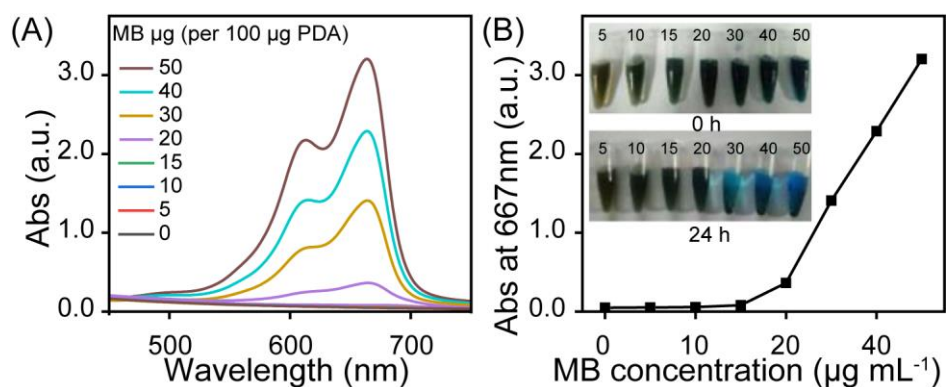 (A)
MB µg (per 100 µg PDA)
50
40
30
20
15
10
5
0
3.0
2.0
1.0
0.0
Abs (a.u.)
500
600
700
Wavelength (nm)
(B)
5 10 15 20 30 40 50
0 h
5 10 15 20 30 40 50
24 h
3.0
2.0
1.0
0.0
Abs at 667nm (a.u.)
0 10 20 40
MB concentration (µg mL⁻¹)